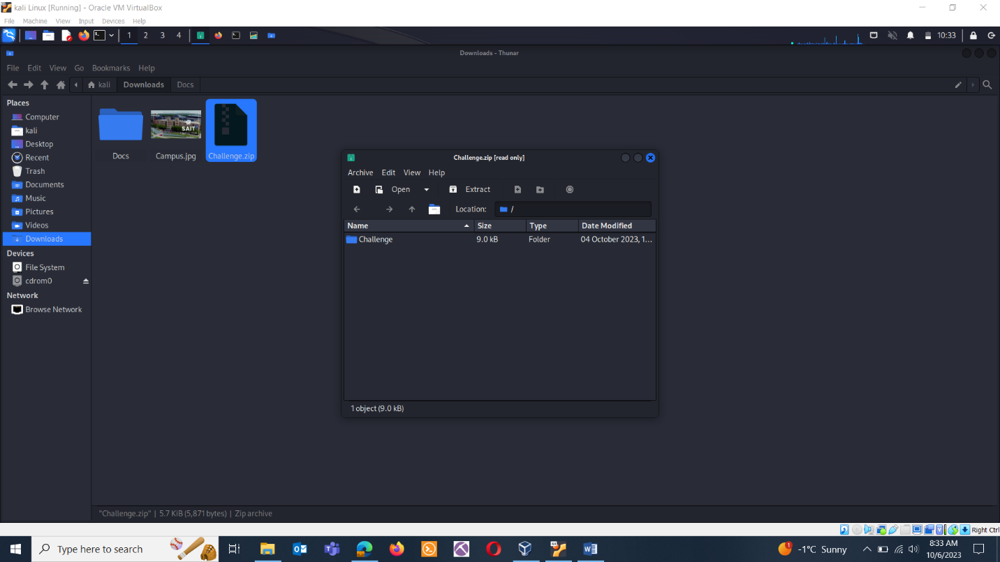 kali Linux [Running] - Oracle VM VirtualBox
File Machine View Input Devices Help
1 2 3 4 10:33
Downloads - Thunar
File Edit View Go Bookmarks Help
kali Downloads Docs
Places
Computer
kali
Desktop
Recent
Trash
Documents
Music
Pictures
Videos
Downloads
Devices
File System
cdrom0
Network
Browse Network
SAIT
Docs Campus.jpg Challenge.zip
Challenge.zip [read only]
Archive Edit View Help
Open Extract
Location: /
Name Size Type Date Modified
Challenge 9.0 kB Folder 04 October 2023, 1…
1 object (9.0 kB)
"Challenge.zip" | 5.7 KiB (5,871 bytes) | Zip archive
Right Ctrl
Type here to search
1 -1°C Sunny
8:33 AM
10/6/2023